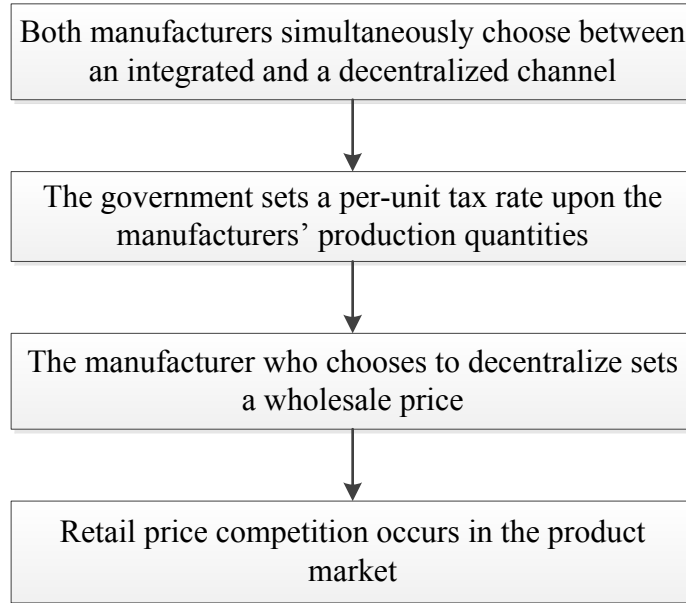 Both manufacturers simultaneously choose between
an integrated and a decentralized channel
The government sets a per-unit tax rate upon the
manufacturers' production quantities
The manufacturer who chooses to decentralize sets
a wholesale price
Retail price competition occurs in the product
market